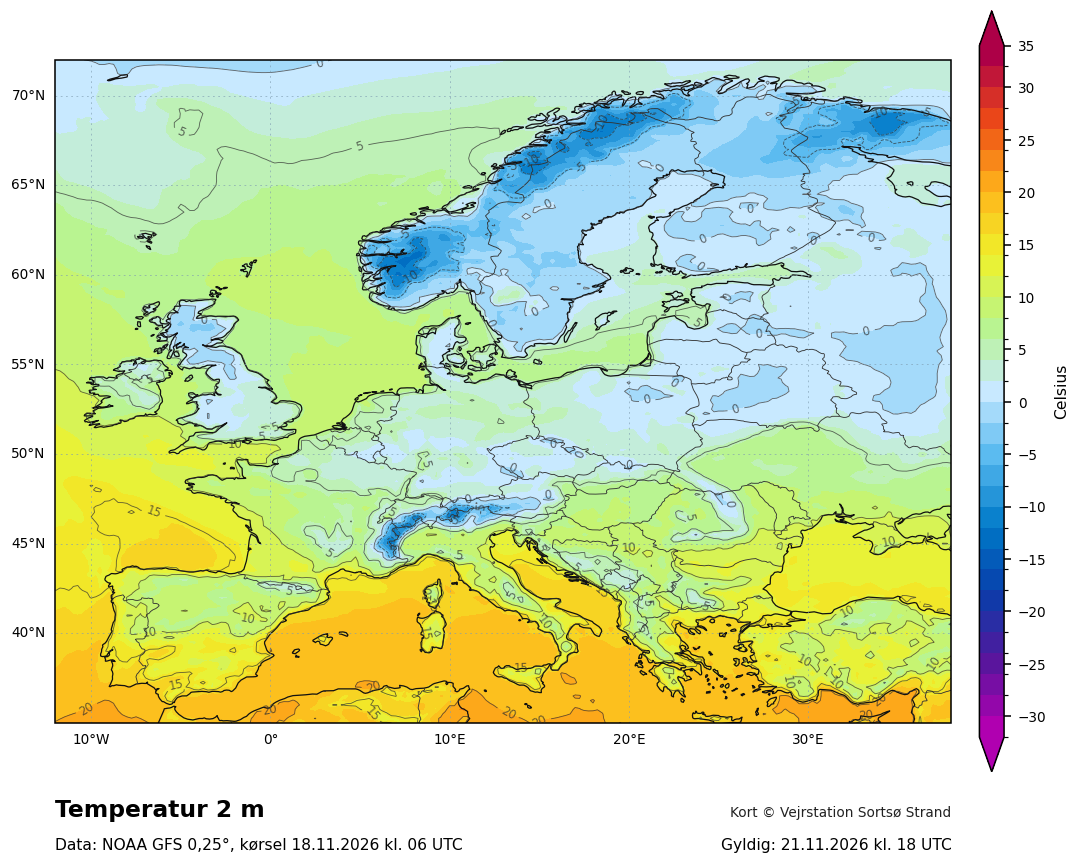 70°N
65°N
60°N
55°N
50°N
45°N
40°N
10°W
0°
10°E
20°E
30°E
35
30
25
20
15
10
5
0
−5
−10
−15
−20
−25
−30
Celsius
Temperatur 2 m
Kort © Vejrstation Sortsø Strand
Data: NOAA GFS 0,25°, kørsel 18.11.2026 kl. 06 UTC
Gyldig: 21.11.2026 kl. 18 UTC